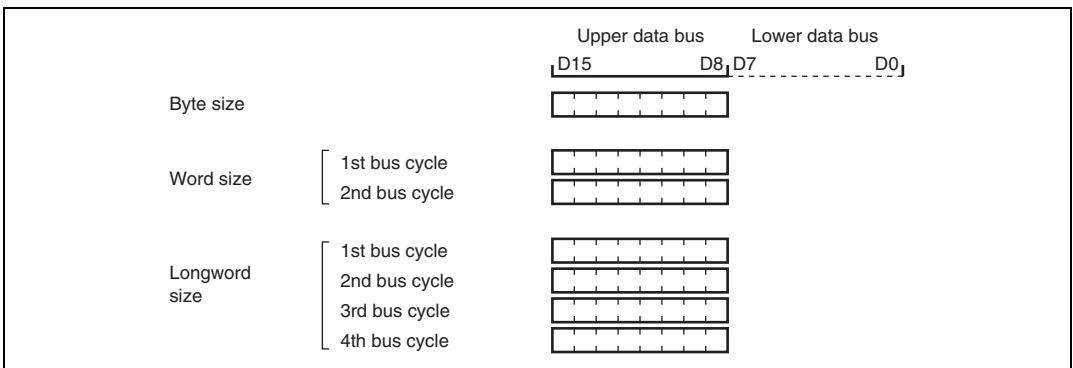 Upper data bus Lower data bus
D15 D8 D7 D0
Byte size
Word size
1st bus cycle
2nd bus cycle
Longword
size
1st bus cycle
2nd bus cycle
3rd bus cycle
4th bus cycle